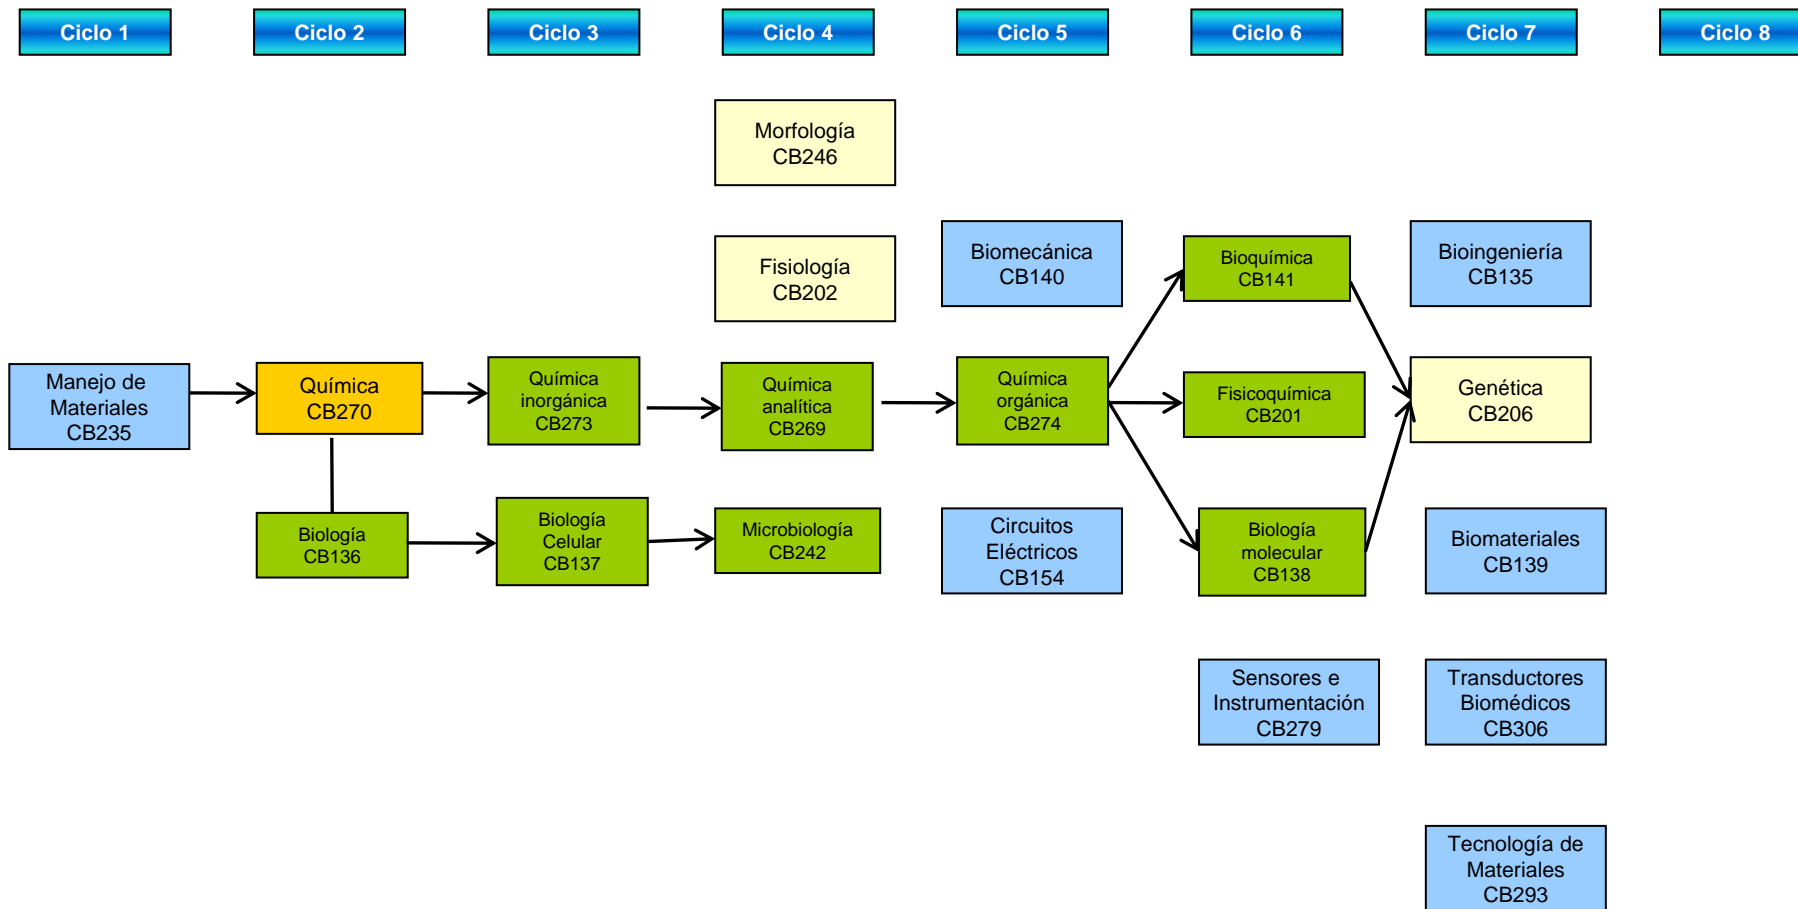 Ciclo 1
Ciclo 2
Ciclo 3
Ciclo 4
Ciclo 5
Ciclo 6
Ciclo 7
Ciclo 8
Morfología
CB246
Fisiología
CB202
Biomecánica
CB140
Bioquímica
CB141
Bioingeniería
CB135
Manejo de
Materiales
CB235
Química
CB270
Química
inorgánica
CB273
Química
analítica
CB269
Química
orgánica
CB274
Fisicoquímica
CB201
Genética
CB206
Biología
CB136
Biología
Celular
CB137
Microbiología
CB242
Circuitos
Eléctricos
CB154
Biología
molecular
CB138
Biomateriales
CB139
Sensores e
Instrumentación
CB279
Transductores
Biomédicos
CB306
Tecnología de
Materiales
CB293